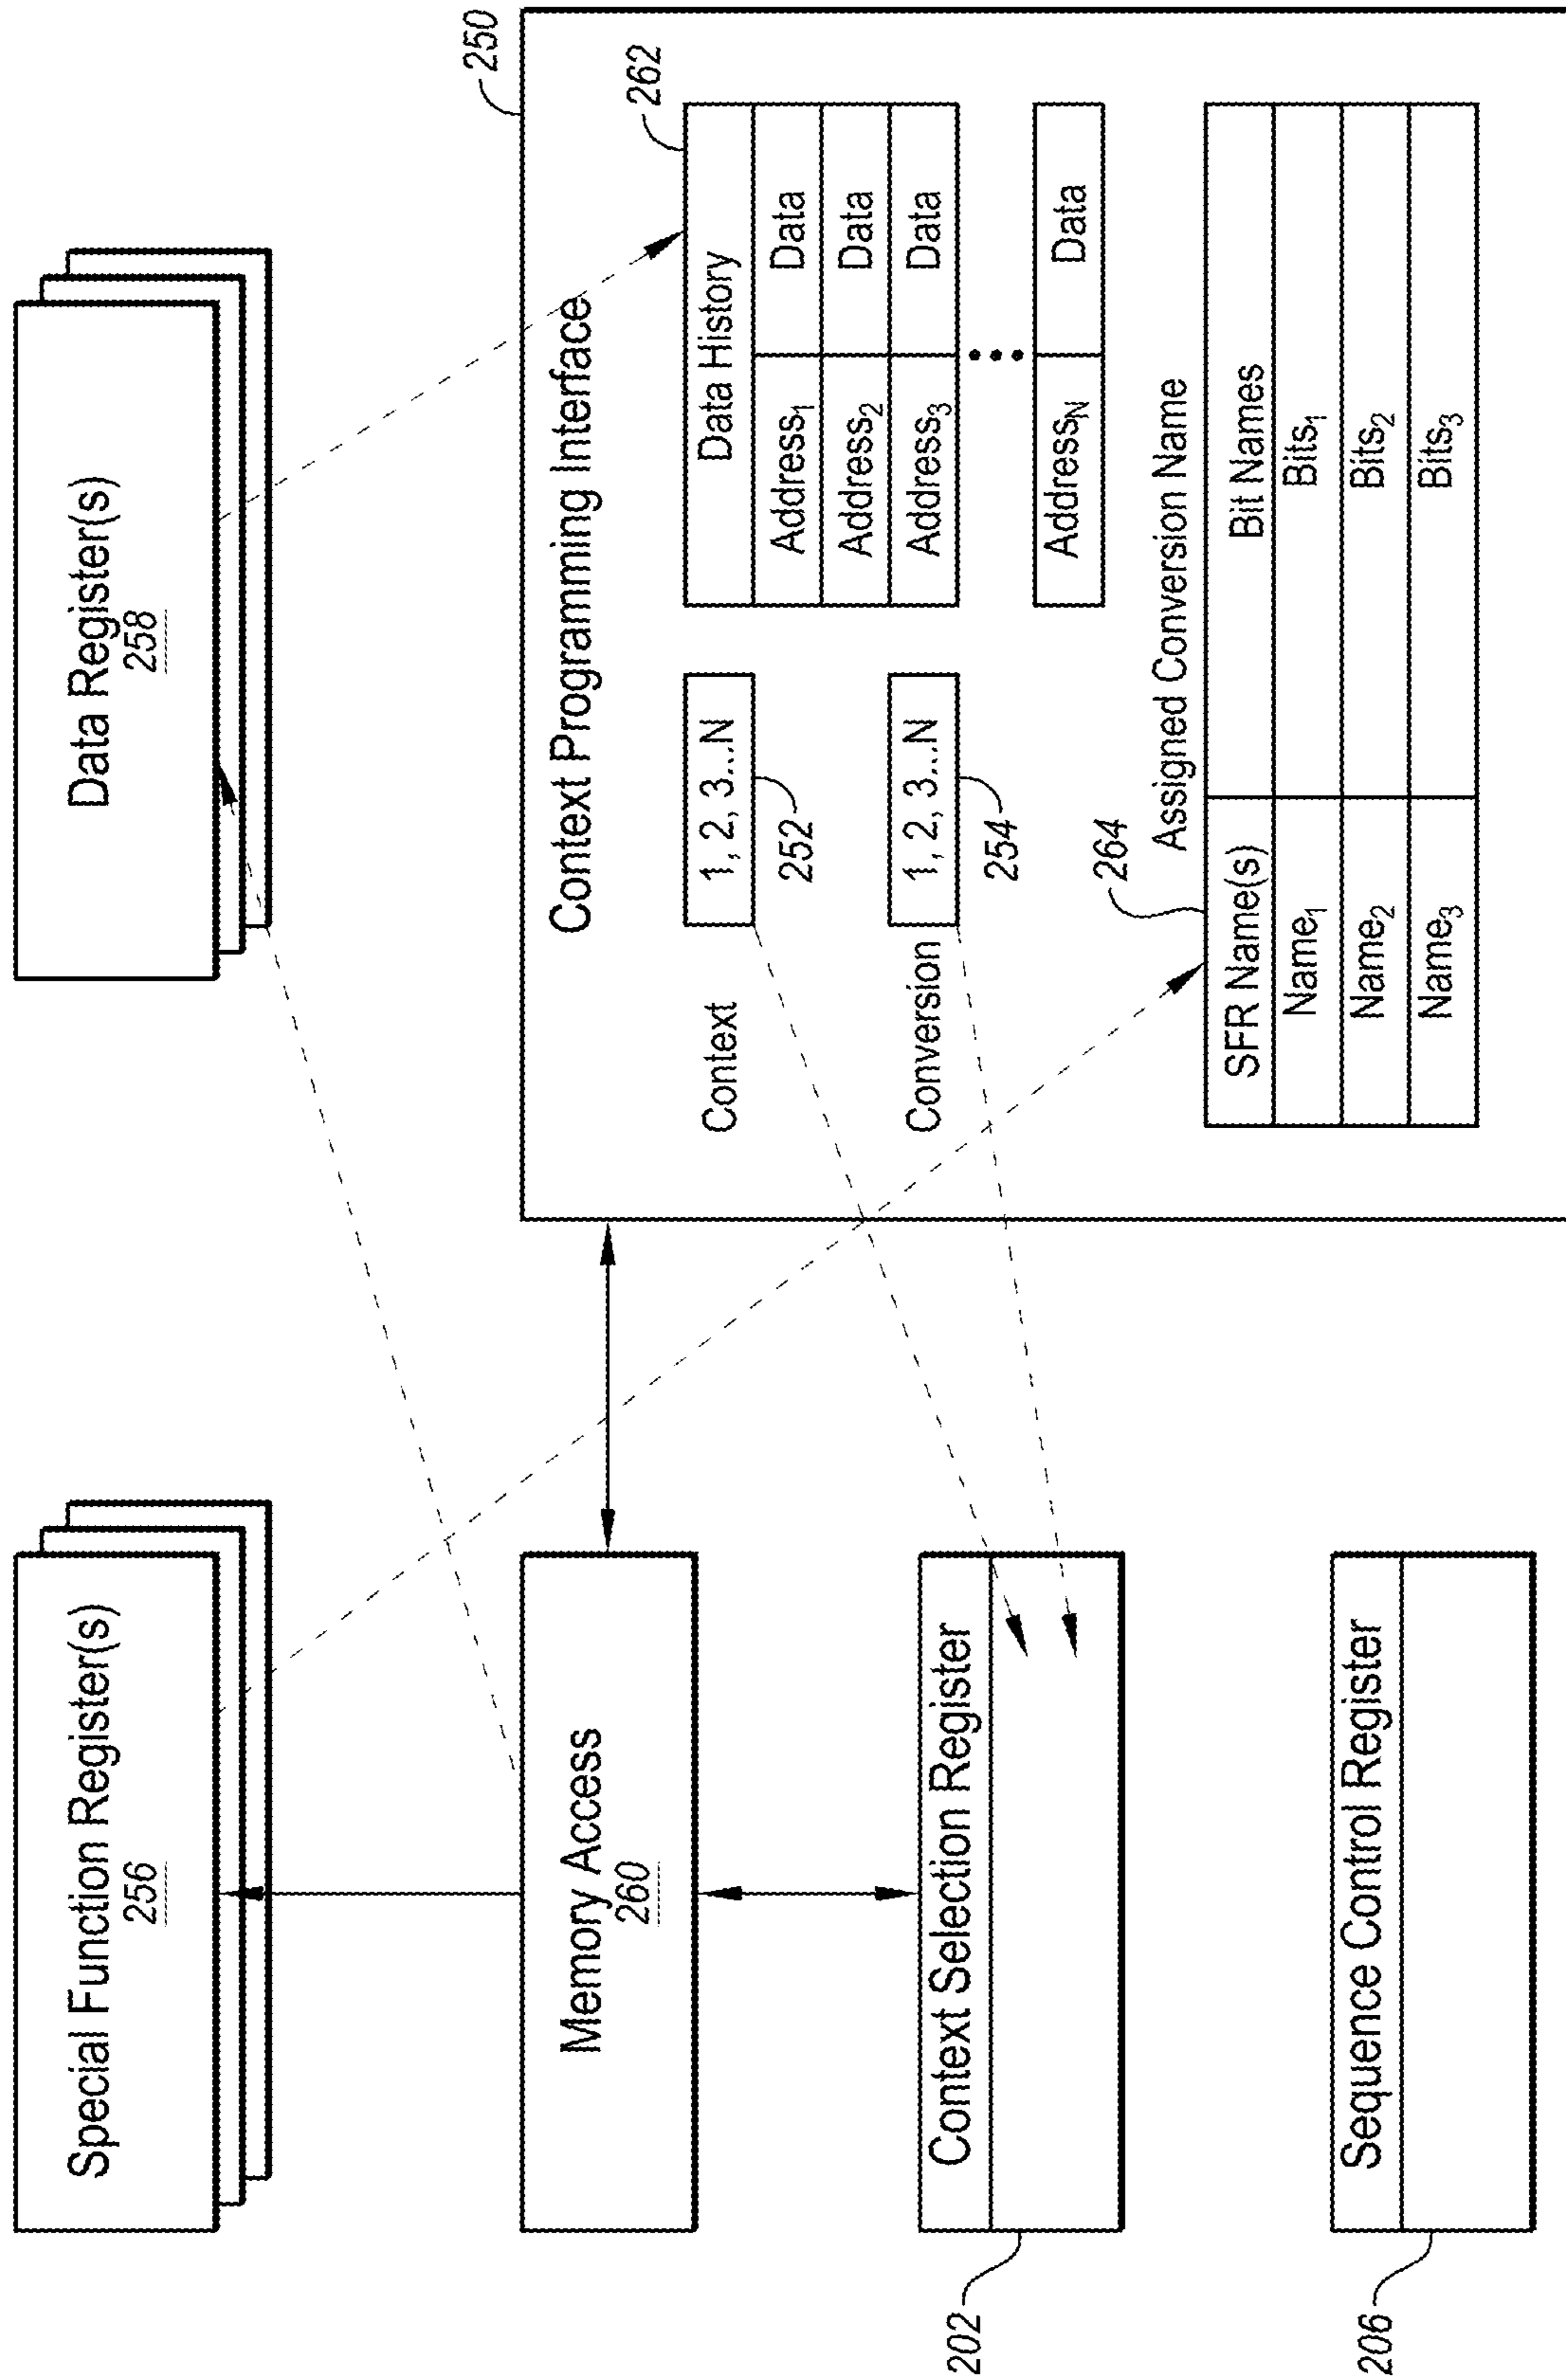 Special Function Register(s)
256
Data Register(s)
258
Memory Access
260
250
Context Programming Interface
Context
1, 2, 3...N
252
Conversion
1, 2, 3...N
254
262
Data History
Address₁ Data
Address₂ Data
Address₃ Data
•••
Address_N Data
264
Assigned Conversion Name
SFR Name(s) Bit Names
Name₁ Bits₁
Name₂ Bits₂
Name₃ Bits₃
Context Selection Register
202
Sequence Control Register
206